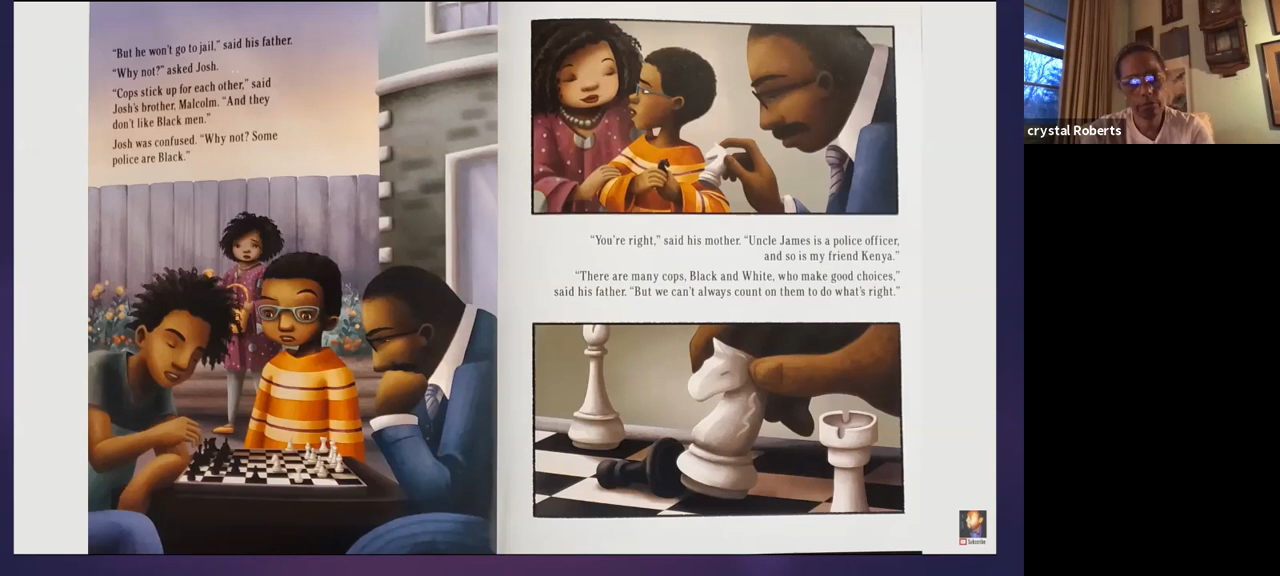 “But he won’t go to jail,” said his father.
“Why not?” asked Josh.
“Cops stick up for each other,” said
Josh’s brother, Malcolm. “And they
don’t like Black men.”
Josh was confused. “Why not? Some
police are Black.”
“You’re right,” said his mother. “Uncle James is a police officer,
and so is my friend Kenya.”
“There are many cops, Black and White, who make good choices,”
said his father. “But we can’t always count on them to do what’s right.”
Subscribe
crystal Roberts